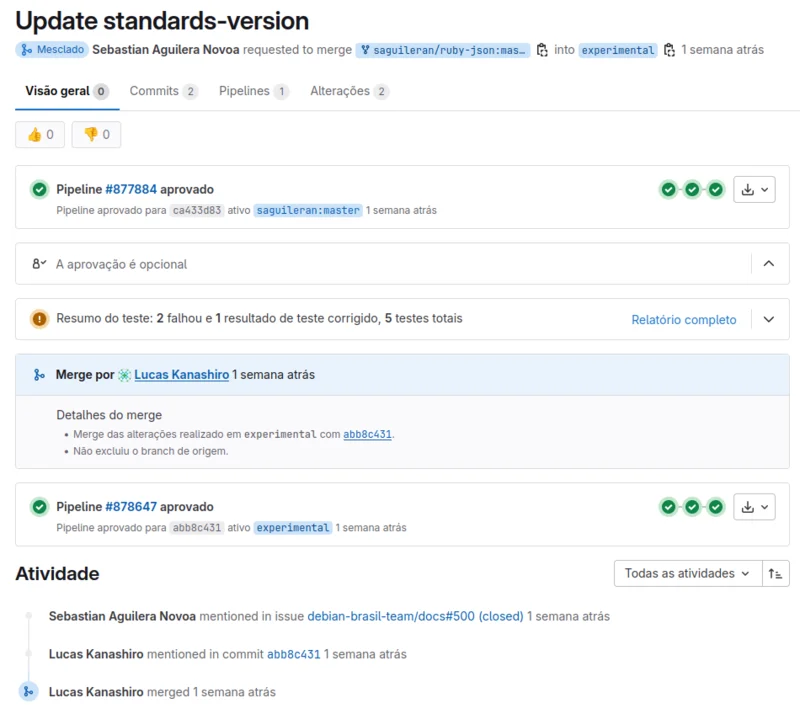 Update standards-version
Mesclado Sebastian Aguilera Novoa requested to merge saguileran/ruby-json:mas… into experimental 1 semana atrás
Visão geral 0 Commits 2 Pipelines 1 Alterações 2
0 0
Pipeline #877884 aprovado
Pipeline aprovado para ca433d83 ativo saguileran:master 1 semana atrás
A aprovação é opcional
Resumo do teste: 2 falhou e 1 resultado de teste corrigido, 5 testes totais Relatório completo
Merge por Lucas Kanashiro 1 semana atrás
Detalhes do merge
• Merge das alterações realizado em experimental com abb8c431.
• Não excluiu o branch de origem.
Pipeline #878647 aprovado
Pipeline aprovado para abb8c431 ativo experimental 1 semana atrás
Atividade Todas as atividades
Sebastian Aguilera Novoa mentioned in issue debian-brasil-team/docs#500 (closed) 1 semana atrás
Lucas Kanashiro mentioned in commit abb8c431 1 semana atrás
Lucas Kanashiro merged 1 semana atrás